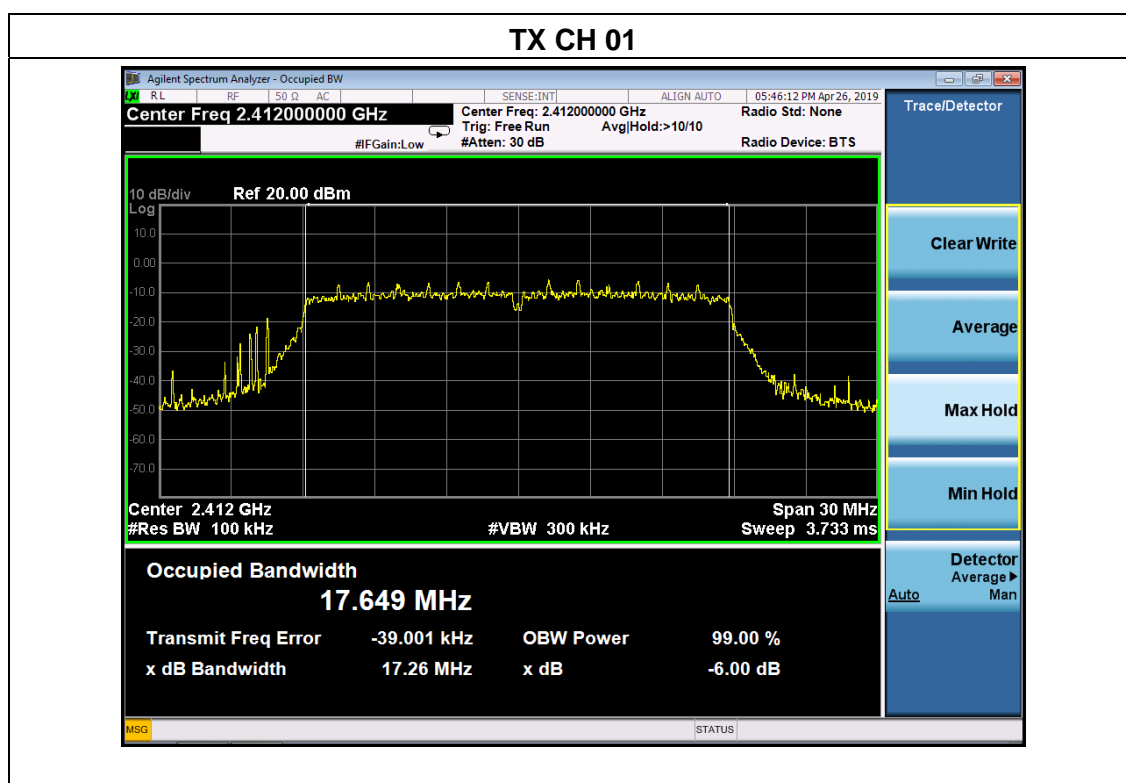 TX CH 01
Agilent Spectrum Analyzer - Occupied BW
LXI RL RF 50 Ω AC SENSE:INT ALIGN AUTO 05:46:12 PM Apr 26, 2019
Center Freq 2.412000000 GHz
Center Freq: 2.412000000 GHz
Radio Std: None
Trig: Free Run Avg|Hold:>10/10
#IFGain:Low
#Atten: 30 dB
Radio Device: BTS
Trace/Detector
10 dB/div Ref 20.00 dBm
Log
10.0
0.00
-10.0
-20.0
-30.0
-40.0
-50.0
-60.0
-70.0
Center 2.412 GHz
Span 30 MHz
#Res BW 100 kHz
#VBW 300 kHz
Sweep 3.733 ms
Occupied Bandwidth
17.649 MHz
Transmit Freq Error -39.001 kHz OBW Power 99.00 %
x dB Bandwidth 17.26 MHz x dB -6.00 dB
Clear Write
Average
Max Hold
Min Hold
Detector
Average▶
Auto Man
MSG
STATUS